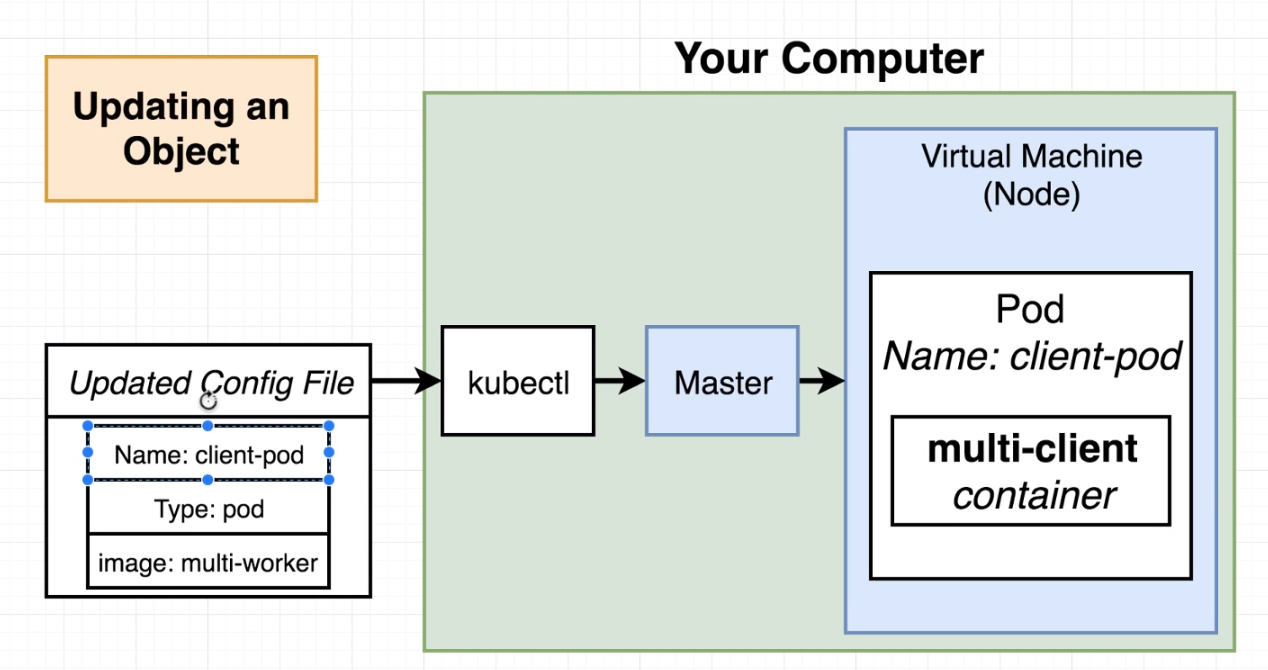 Your Computer
Updating an
Object
Virtual Machine
(Node)
Pod
Name: client-pod
Updated Config File
kubectl
Master
Name: client-pod
Type: pod
image: multi-worker
multi-client
container